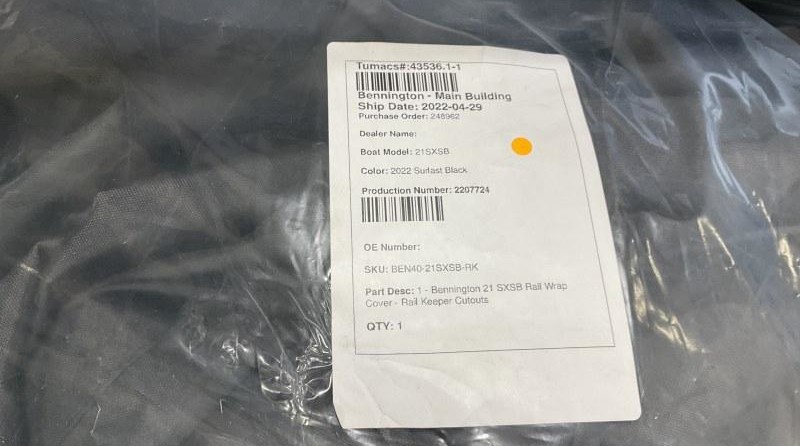 Tumacs#:43536.1-1
Bennington - Main Building
Ship Date: 2022-04-29
Purchase Order: 248962
Dealer Name:
Boat Model: 21SXSB
Color: 2022 Surlast Black
Production Number: 2207724
OE Number:
SKU: BEN40-21SXSB-RK
Part Desc: 1 - Bennington 21 SXSB Rail Wrap
Cover - Rail Keeper Cutouts
QTY: 1